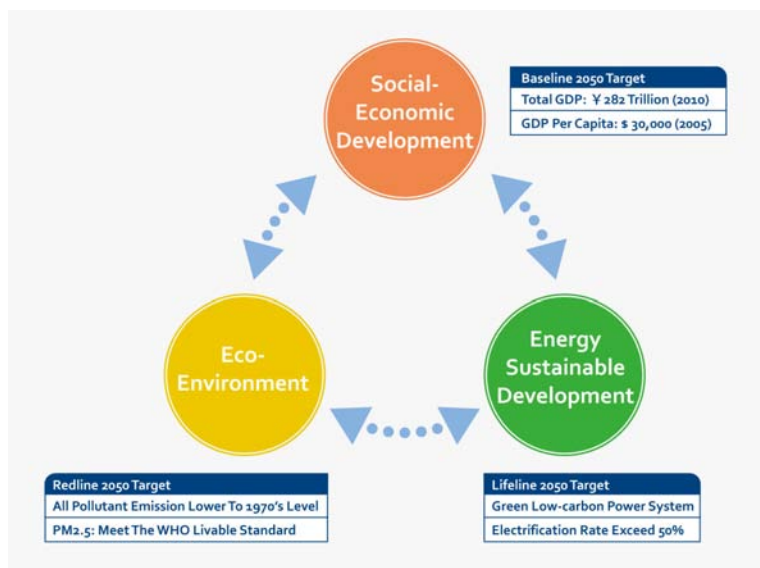 Social-
Economic
Development
Baseline 2050 Target
Total GDP: ¥ 282 Trillion (2010)
GDP Per Capita: $ 30,000 (2005)
Eco-
Environment
Energy
Sustainable
Development
Redline 2050 Target
All Pollutant Emission Lower To 1970's Level
PM2.5: Meet The WHO Livable Standard
Lifeline 2050 Target
Green Low-carbon Power System
Electrification Rate Exceed 50%